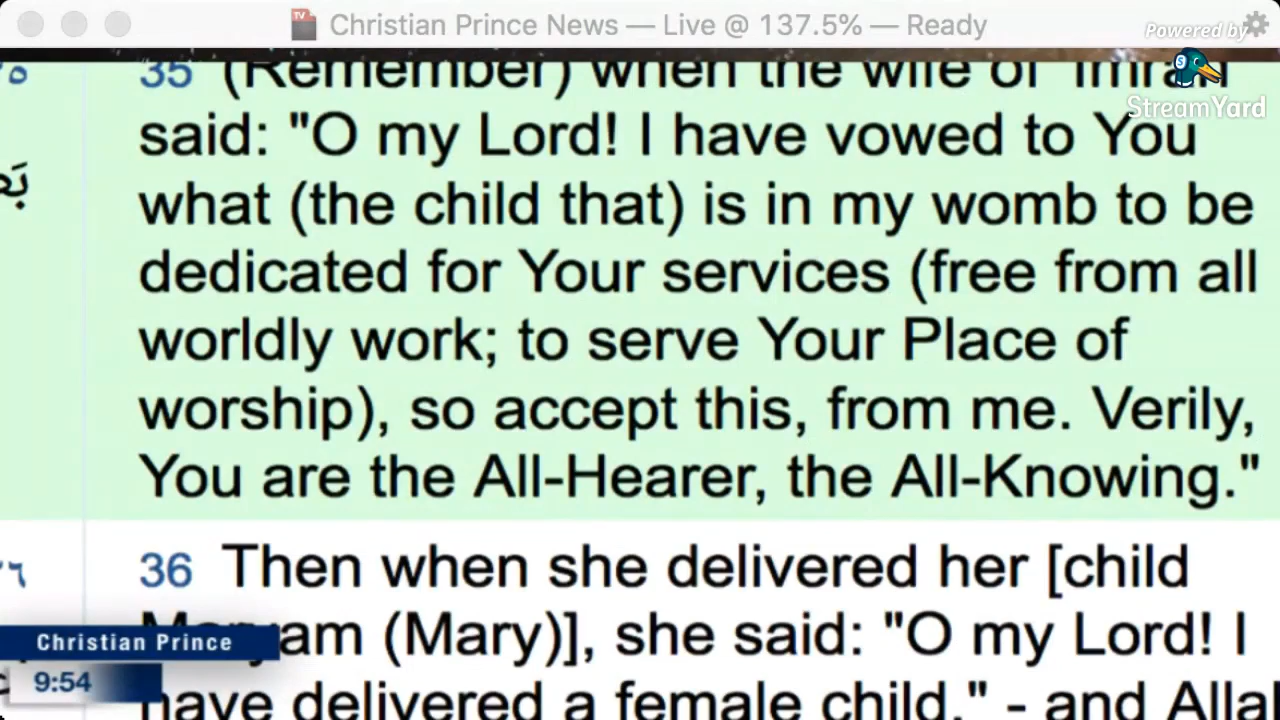 Christian Prince News — Live @ 137.5% — Ready
Powered by
StreamYard
35 (Remember) when the wife of 'Imran
said: "O my Lord! I have vowed to You
what (the child that) is in my womb to be
dedicated for Your services (free from all
worldly work; to serve Your Place of
worship), so accept this, from me. Verily,
You are the All-Hearer, the All-Knowing."
36 Then when she delivered her [child
Maryam (Mary)], she said: "O my Lord! I
have delivered a female child." - and Allah
Christian Prince
9:54